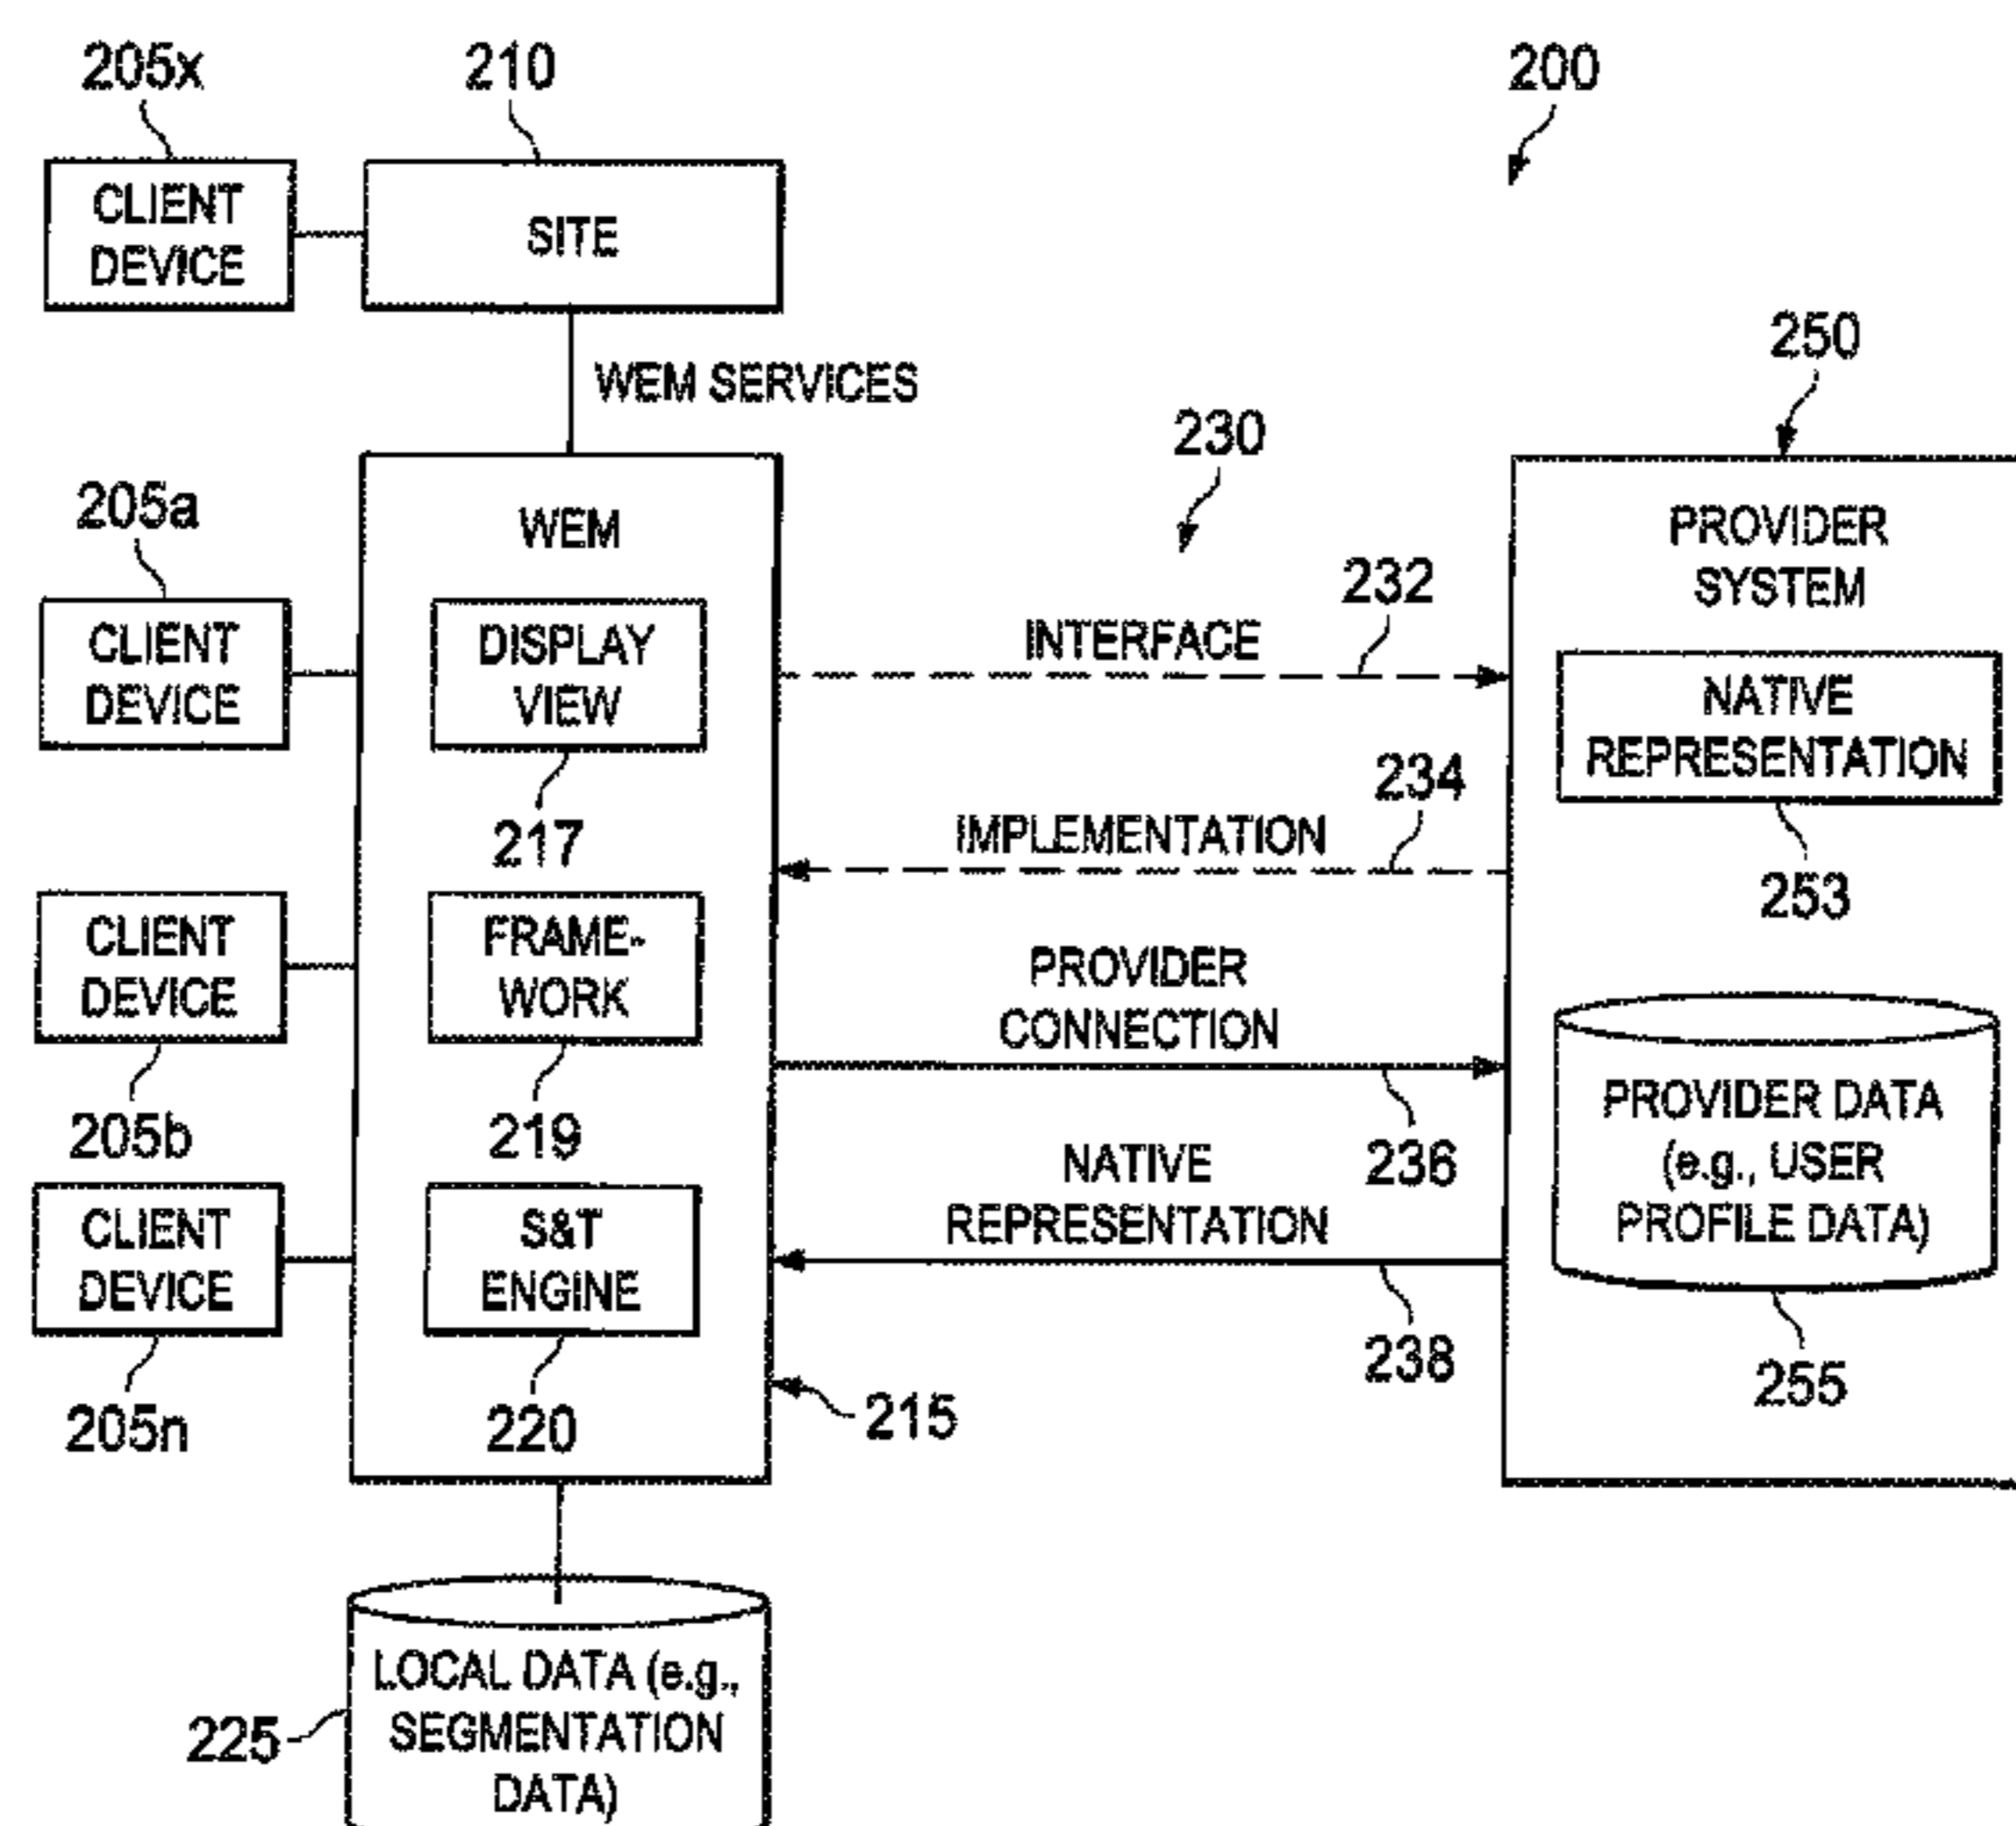 205x
210
200
CLIENT
DEVICE
SITE
WEM SERVICES
250
230
205a
WEM
PROVIDER
SYSTEM
CLIENT
DEVICE
DISPLAY
VIEW
217
INTERFACE
232
NATIVE
REPRESENTATION
253
IMPLEMENTATION
234
CLIENT
DEVICE
205b
FRAME-
WORK
219
PROVIDER
CONNECTION
236
PROVIDER DATA
(e.g., USER
PROFILE DATA)
255
CLIENT
DEVICE
205n
S&T
ENGINE
220
NATIVE
REPRESENTATION
238
215
LOCAL DATA (e.g.,
SEGMENTATION
DATA)
225